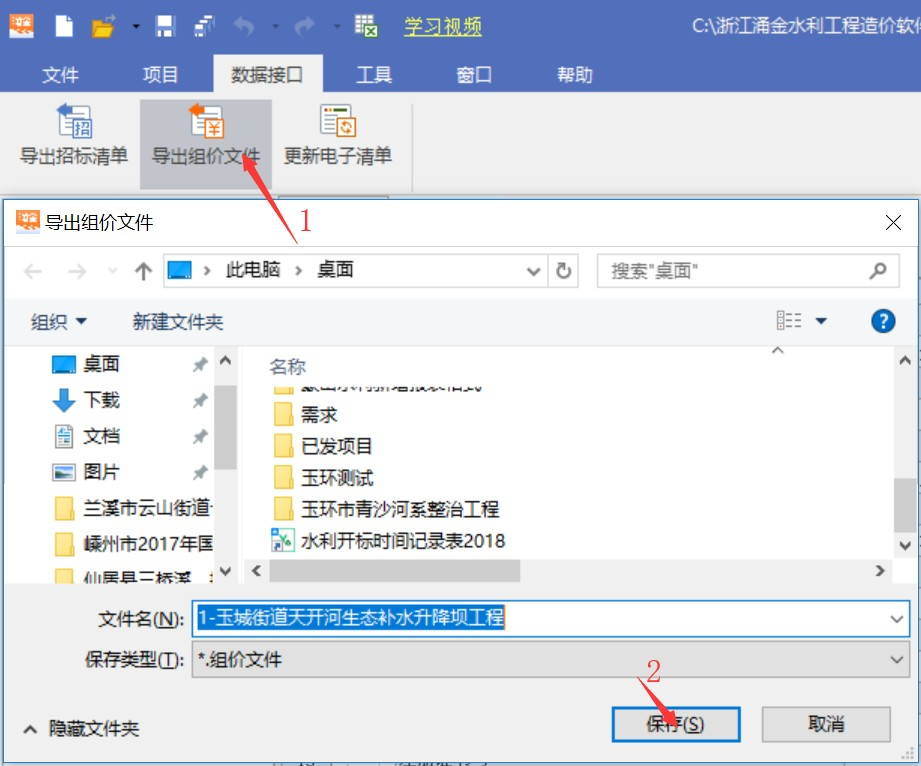 学习视频 C:\浙江涌金水利工程造价软件
文件 项目 数据接口 工具 窗口 帮助
导出招标清单 导出组价文件 更新电子清单
1
导出组价文件
此电脑 桌面 搜索"桌面"
组织 新建文件夹
名称
桌面
下载
需求
文档
已发项目
图片
玉环测试
兰溪市云山街道
玉环市青沙河系整治工程
嵊州市2017年国
水利开标时间记录表2018
仙居县三桥溪
文件名(N): 1-玉城街道天开河生态补水升降坝工程
保存类型(T): *.组价文件
2
隐藏文件夹 保存(S) 取消